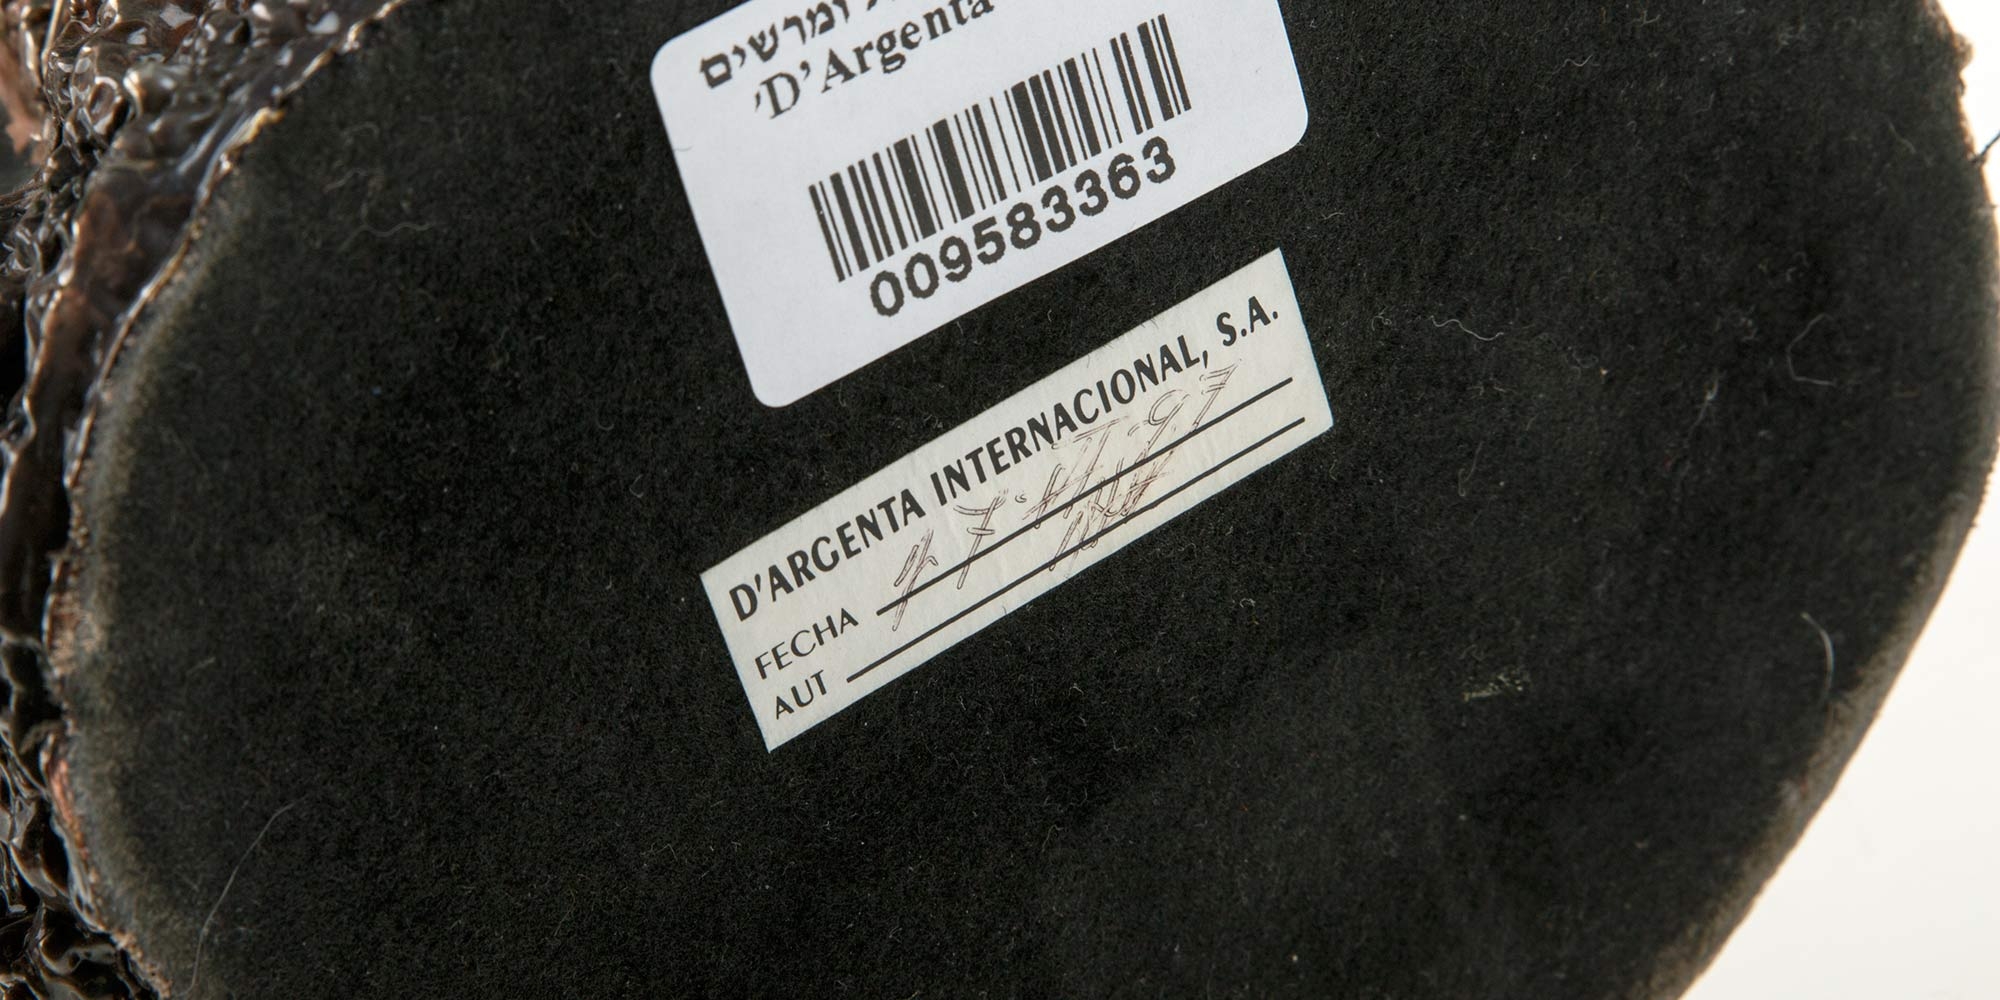 ומרשים
'D'Argenta
009583363
D'ARGENTA INTERNACIONAL, S.A.
FECHA
AUT